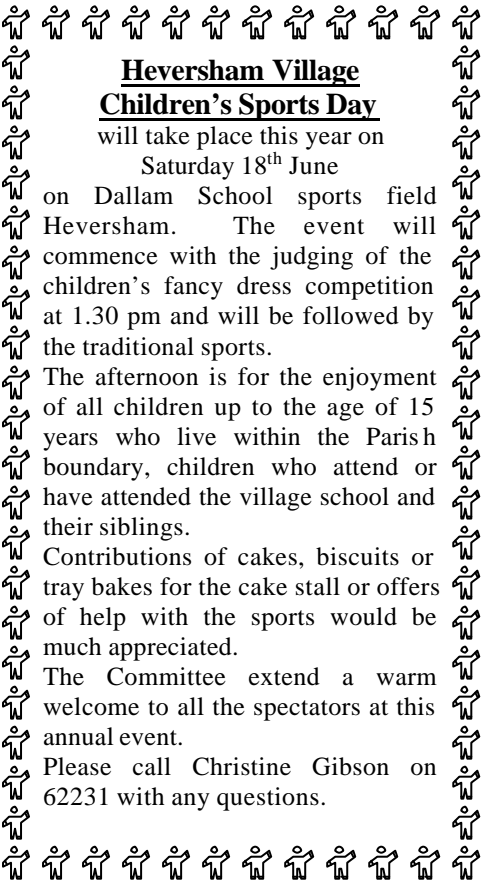 Heversham Village
Children's Sports Day
will take place this year on
Saturday 18th June
on Dallam School sports field
Heversham. The event will
commence with the judging of the
children's fancy dress competition
at 1.30 pm and will be followed by
the traditional sports.
The afternoon is for the enjoyment
of all children up to the age of 15
years who live within the Parish
boundary, children who attend or
have attended the village school and
their siblings.
Contributions of cakes, biscuits or
tray bakes for the cake stall or offers
of help with the sports would be
much appreciated.
The Committee extend a warm
welcome to all the spectators at this
annual event.
Please call Christine Gibson on
62231 with any questions.